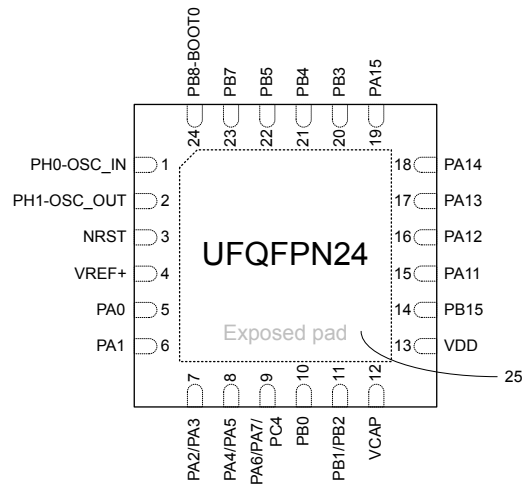 PB8-BOOT0
PB7
PB5
PB4
PB3
PA15
24
23
22
21
20
19
PH0-OSC_IN
1
18
PA14
PH1-OSC_OUT
2
17
PA13
NRST
3
16
PA12
UFQFPN24
VREF+
4
15
PA11
PA0
5
14
PB15
Exposed pad
PA1
6
13
VDD
25
7
8
9
10
11
12
PA2/PA3
PA4/PA5
PA6/PA7/
PC4
PB0
PB1/PB2
VCAP